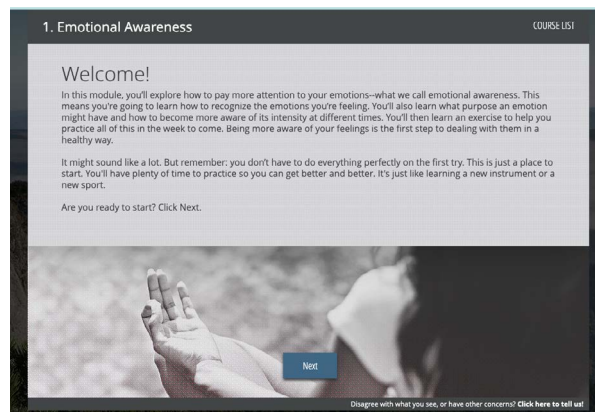 1. Emotional Awareness
COURSE LIST
Welcome!
In this module, you'll explore how to pay more attention to your emotions--what we call emotional awareness. This
means you're going to learn how to recognize the emotions you're feeling. You'll also learn what purpose an emotion
might have and how to become more aware of its intensity at different times. You'll then learn an exercise to help you
practice all of this in the week to come. Being more aware of your feelings is the first step to dealing with them in a
healthy way.
It might sound like a lot. But remember: you don't have to do everything perfectly on the first try. This is just a place to
start. You'll have plenty of time to practice so you can get better and better. It's just like learning a new instrument or a
new sport.
Are you ready to start? Click Next.
Next
Disagree with what you see, or have other concerns? Click here to tell us!